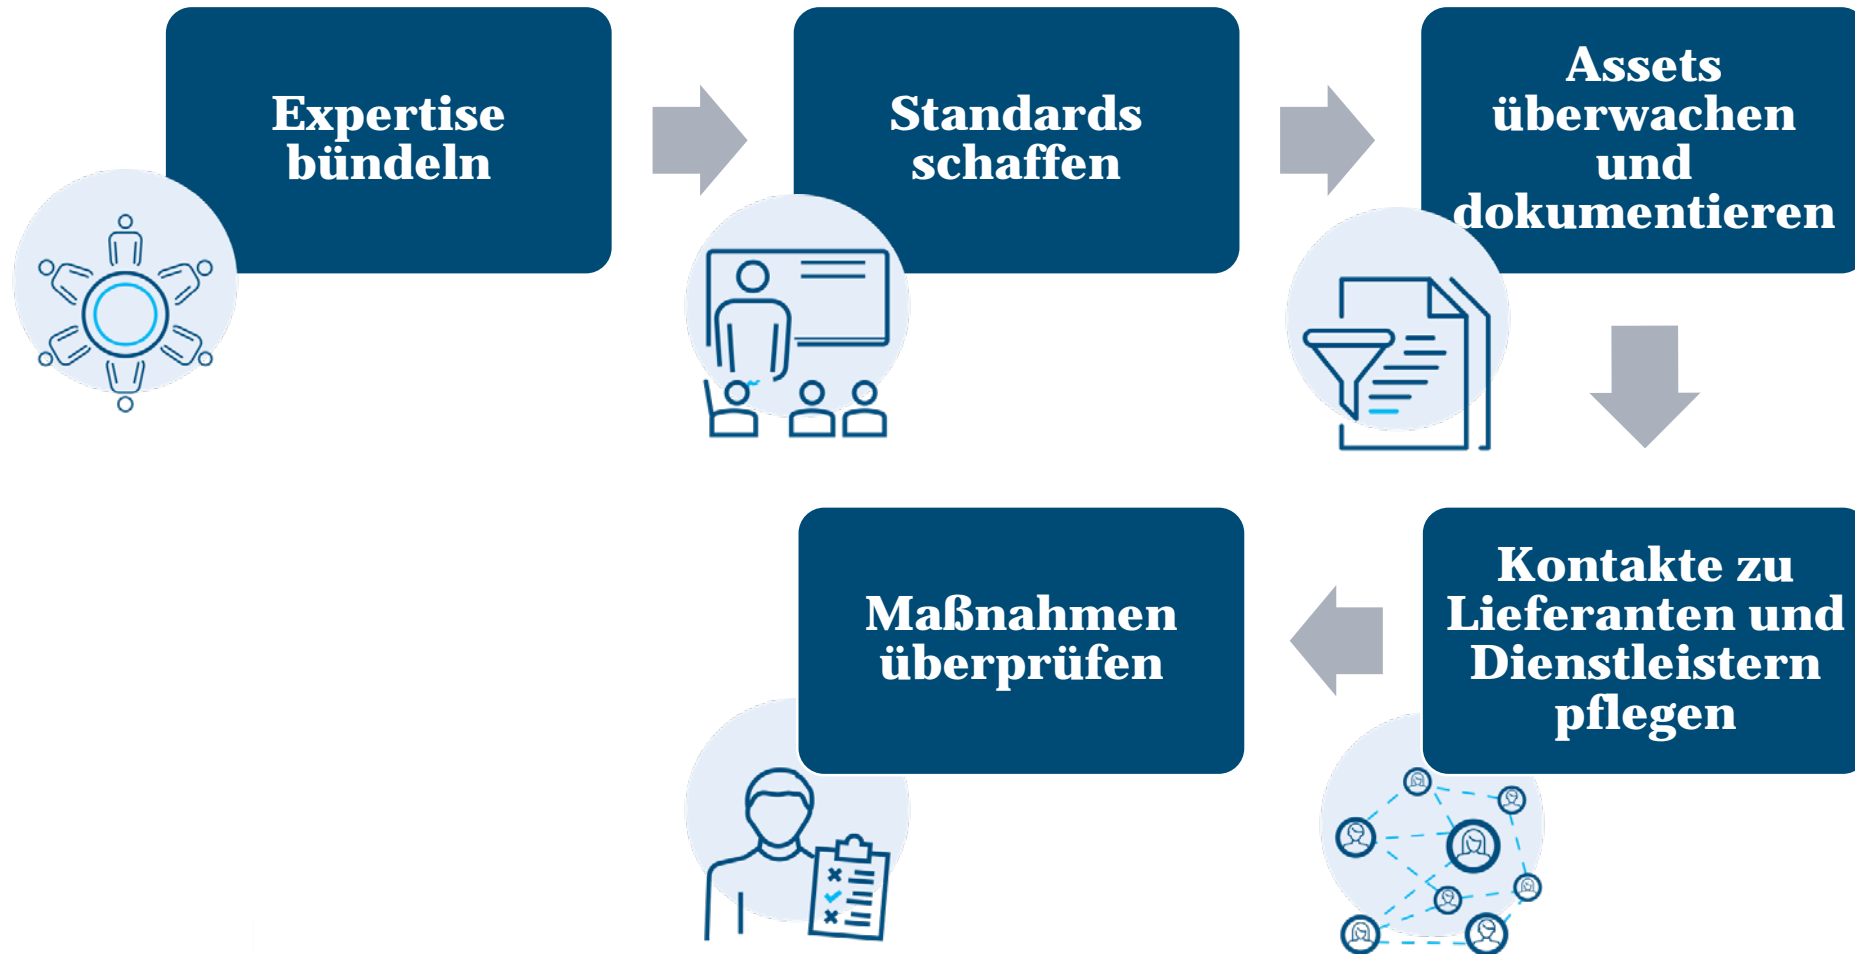 Expertise
bündeln
Standards
schaffen
Assets
überwachen
und
dokumentieren
Kontakte zu
Lieferanten und
Dienstleistern
pflegen
Maßnahmen
überprüfen